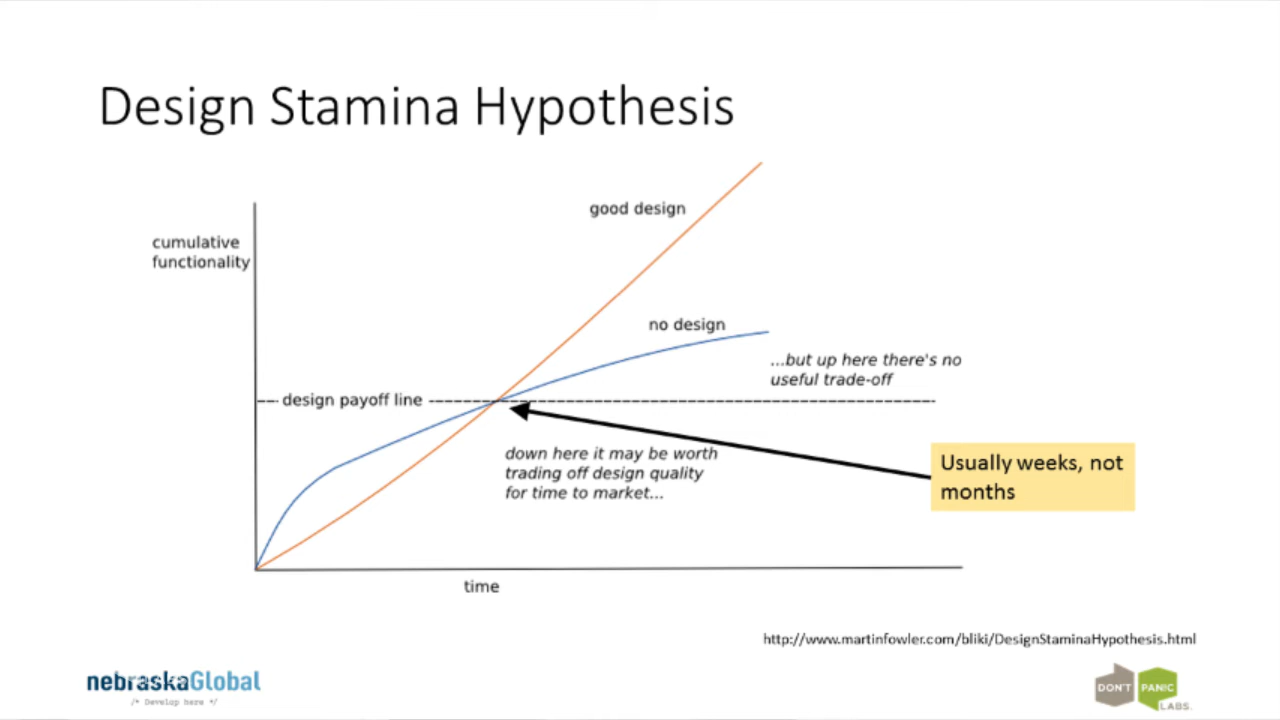 Design Stamina Hypothesis
good design
cumulative
functionality
no design
...but up here there's no
useful trade-off
design payoff line
down here it may be worth
trading off design quality
for time to market...
Usually weeks, not
months
time
http://www.martinfowler.com/bliki/DesignStaminaHypothesis.html
nebraskaGlobal
/* Develop here */
DON'T PANIC
LABS.